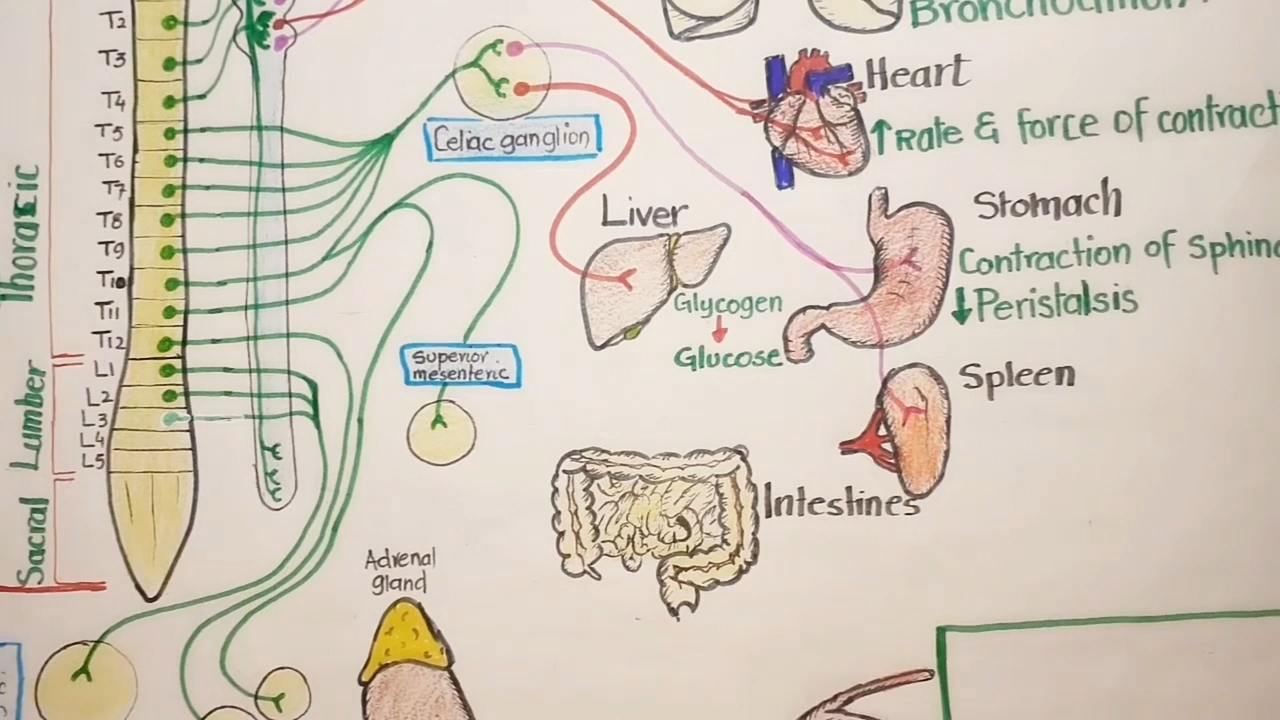 T2
T3
T4
T5
T6
T7
T8
T9
T10
T11
T12
L1
L2
L3
L4
L5
Thoracic
Lumber
Sacral
Celiac ganglion
Heart
↑Rate & force of contract
Liver
Glycogen
↓
Glucose
Stomach
Contraction of Sphinc
↓Peristalsis
Superior
mesenteric
Spleen
Intestines
Adrenal
gland